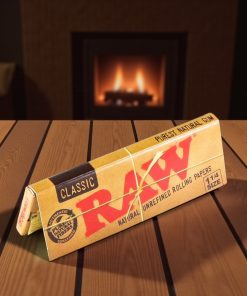 PUREST NATURAL GUM
CLASSIC
RAW
NATURAL UNREFINED ROLLING PAPERS
1 1/4
SIZE